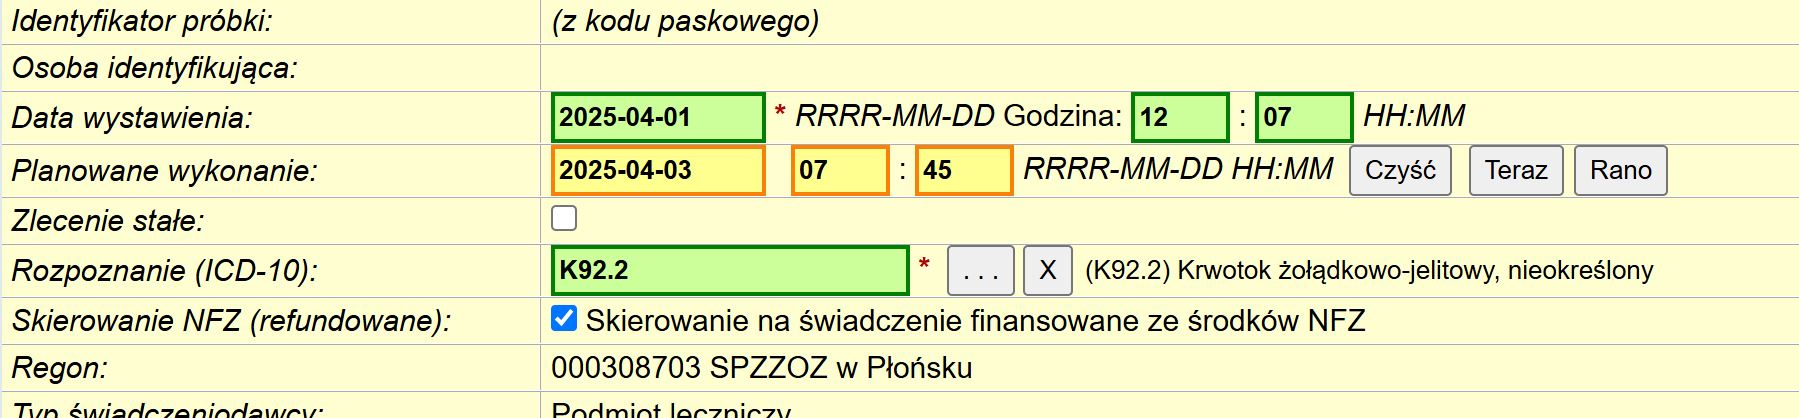 Identyfikator próbki: (z kodu paskowego)
Osoba identyfikująca:
Data wystawienia: 2025-04-01 * RRRR-MM-DD Godzina: 12 : 07 HH:MM
Planowane wykonanie: 2025-04-03 07 : 45 RRRR-MM-DD HH:MM Czyść Teraz Rano
Zlecenie stałe:
Rozpoznanie (ICD-10): K92.2 * . . . X (K92.2) Krwotok żołądkowo-jelitowy, nieokreślony
Skierowanie NFZ (refundowane): Skierowanie na świadczenie finansowane ze środków NFZ
Regon: 000308703 SPZZOZ w Płońsku
Typ świadczeniodawcy: Podmiot leczniczy